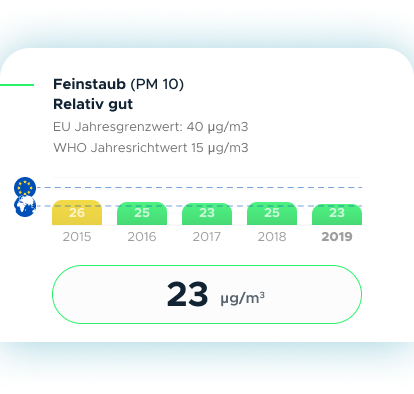 Feinstaub (PM 10)
Relativ gut
EU Jahresgrenzwert: 40 µg/m3
WHO Jahresrichtwert 15 µg/m3
26 25 23 25 23
2015 2016 2017 2018 2019
23 µg/m³